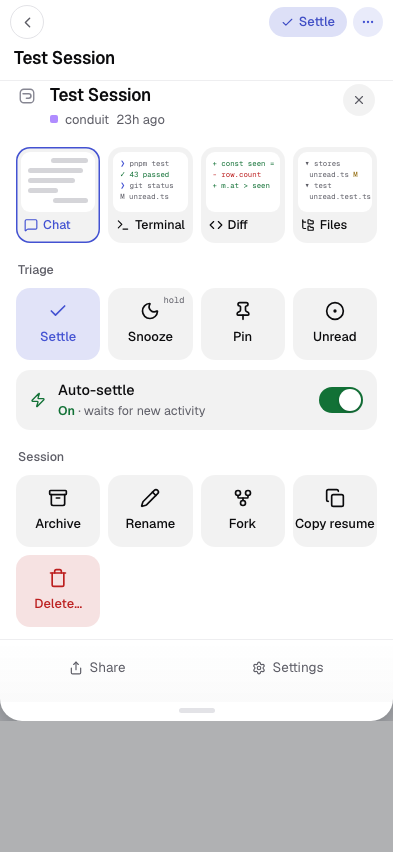 Settle
Test Session
Test Session
conduit 23h ago
❯ pnpm test
✓ 43 passed
❯ git status
M unread.ts
+ const seen =
- row.count
+ m.at > seen
▾ stores
unread.ts M
▾ test
unread.test.ts
Chat
Terminal
Diff
Files
Triage
Settle
hold
Snooze
Pin
Unread
Auto-settle
On · waits for new activity
Session
Archive
Rename
Fork
Copy resume
Delete…
Share
Settings